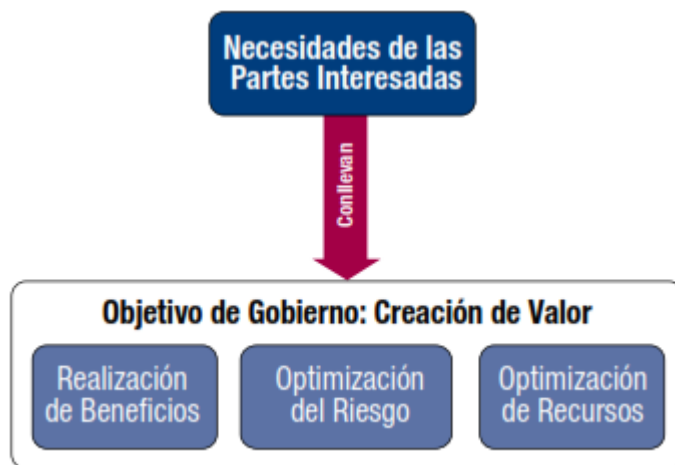 Necesidades de las
Partes Interesadas
Conllevan
Objetivo de Gobierno: Creación de Valor
Realización
de Beneficios
Optimización
del Riesgo
Optimización
de Recursos